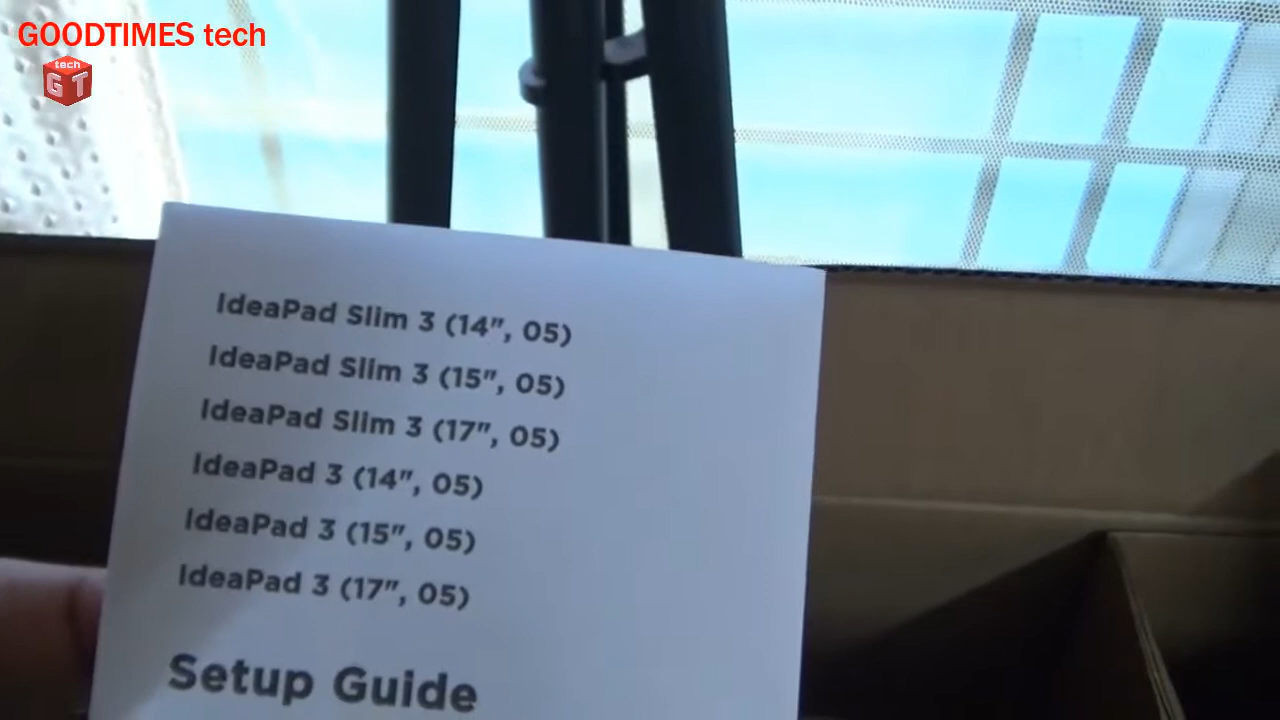 GOODTIMES tech
tech
G T
IdeaPad Slim 3 (14", 05)
IdeaPad Slim 3 (15", 05)
IdeaPad Slim 3 (17", 05)
IdeaPad 3 (14", 05)
IdeaPad 3 (15", 05)
IdeaPad 3 (17", 05)
Setup Guide